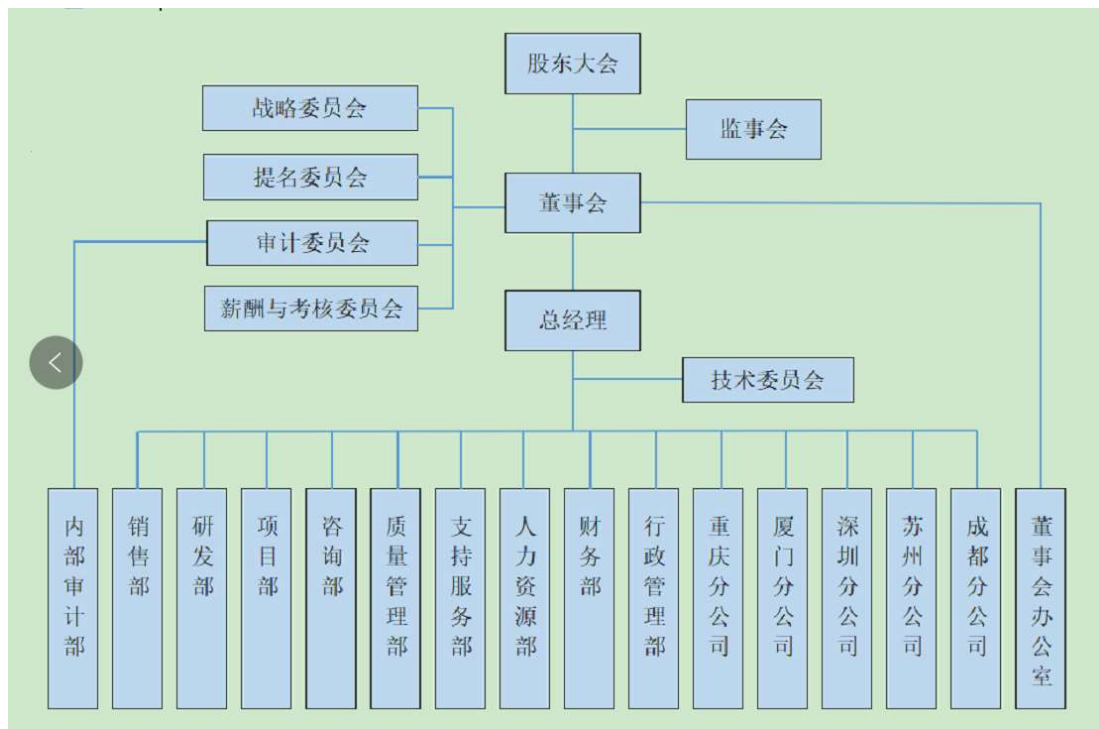 股东大会
战略委员会
监事会
提名委员会
董事会
审计委员会
薪酬与考核委员会
总经理
技术委员会
内部审计部
销售部
研发部
项目部
咨询部
质量管理部
支持服务部
人力资源部
财务部
行政管理部
重庆分公司
厦门分公司
深圳分公司
苏州分公司
成都分公司
董事会办公室